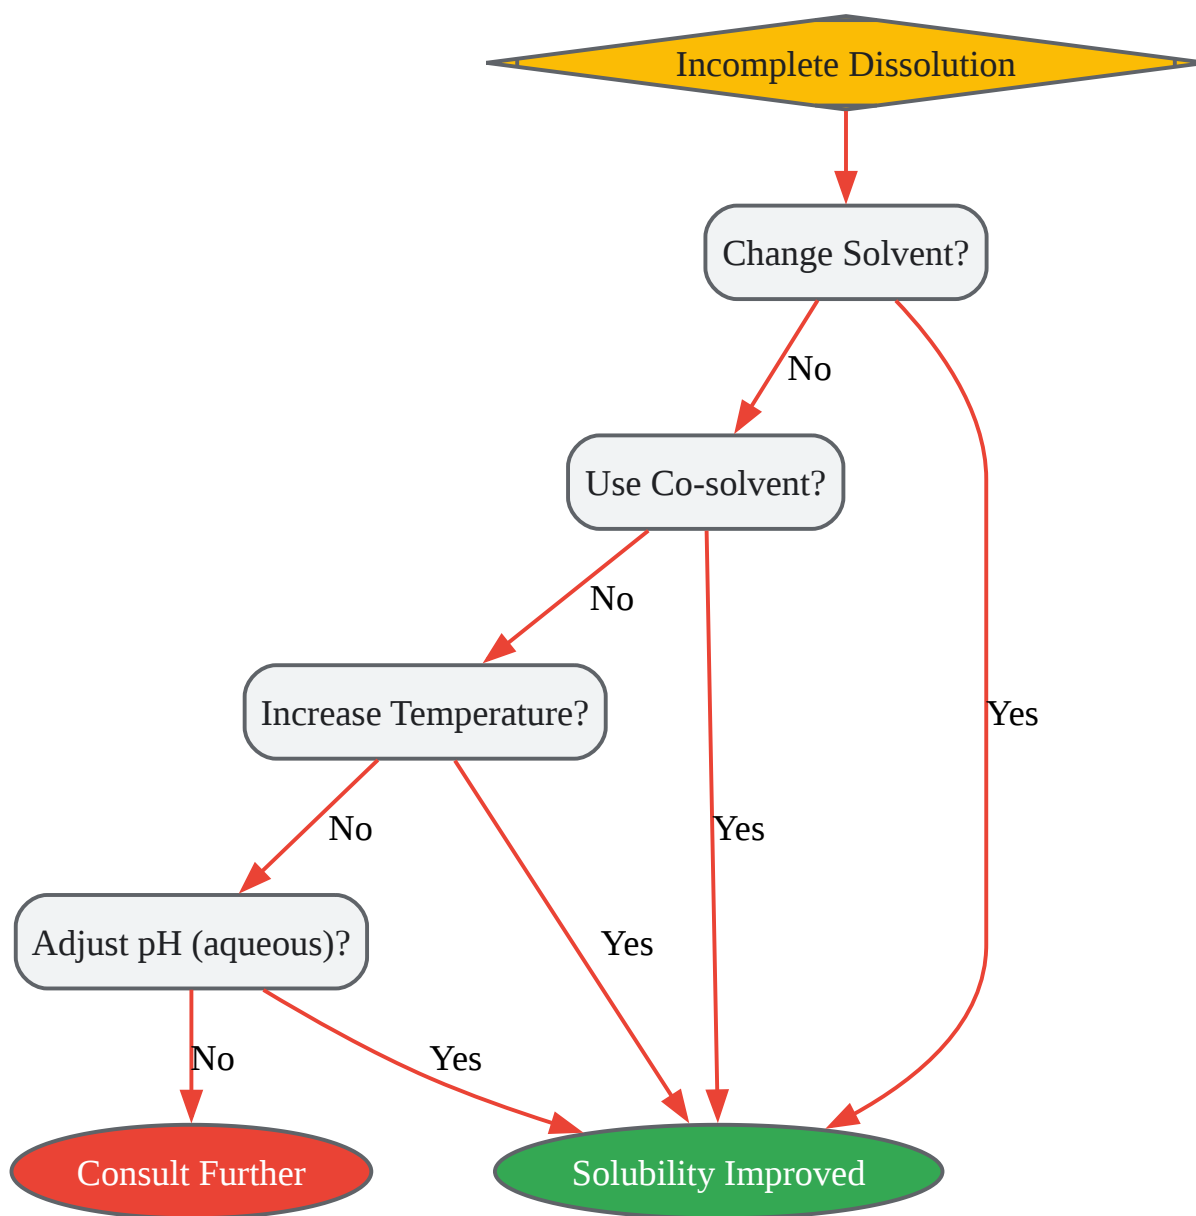 Incomplete Dissolution
Change Solvent?
No
Use Co-solvent?
No
Increase Temperature?
Yes
No
Yes
Adjust pH (aqueous)?
Yes
No
Yes
Consult Further
Solubility Improved